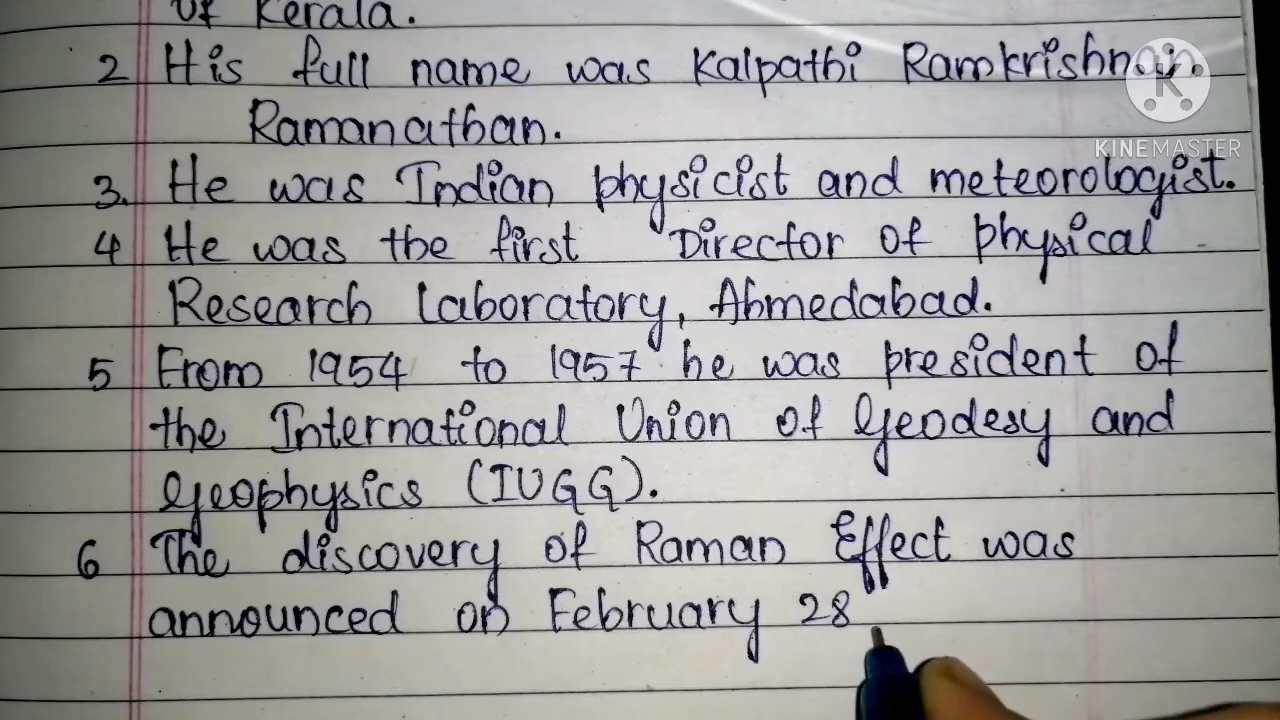 of Kerala.
2 His full name was Kalpathi Ramkrishnan.
Ramanathan.
3. He was Indian physicist and meteorologist.
4 He was the first Director of physical
Research Laboratory, Ahmedabad.
5 From 1954 to 1957 he was president of
the International Union of Geodesy and
Geophysics (IUGG).
6 The discovery of Raman Effect was
announced on February 28
KINEMASTER